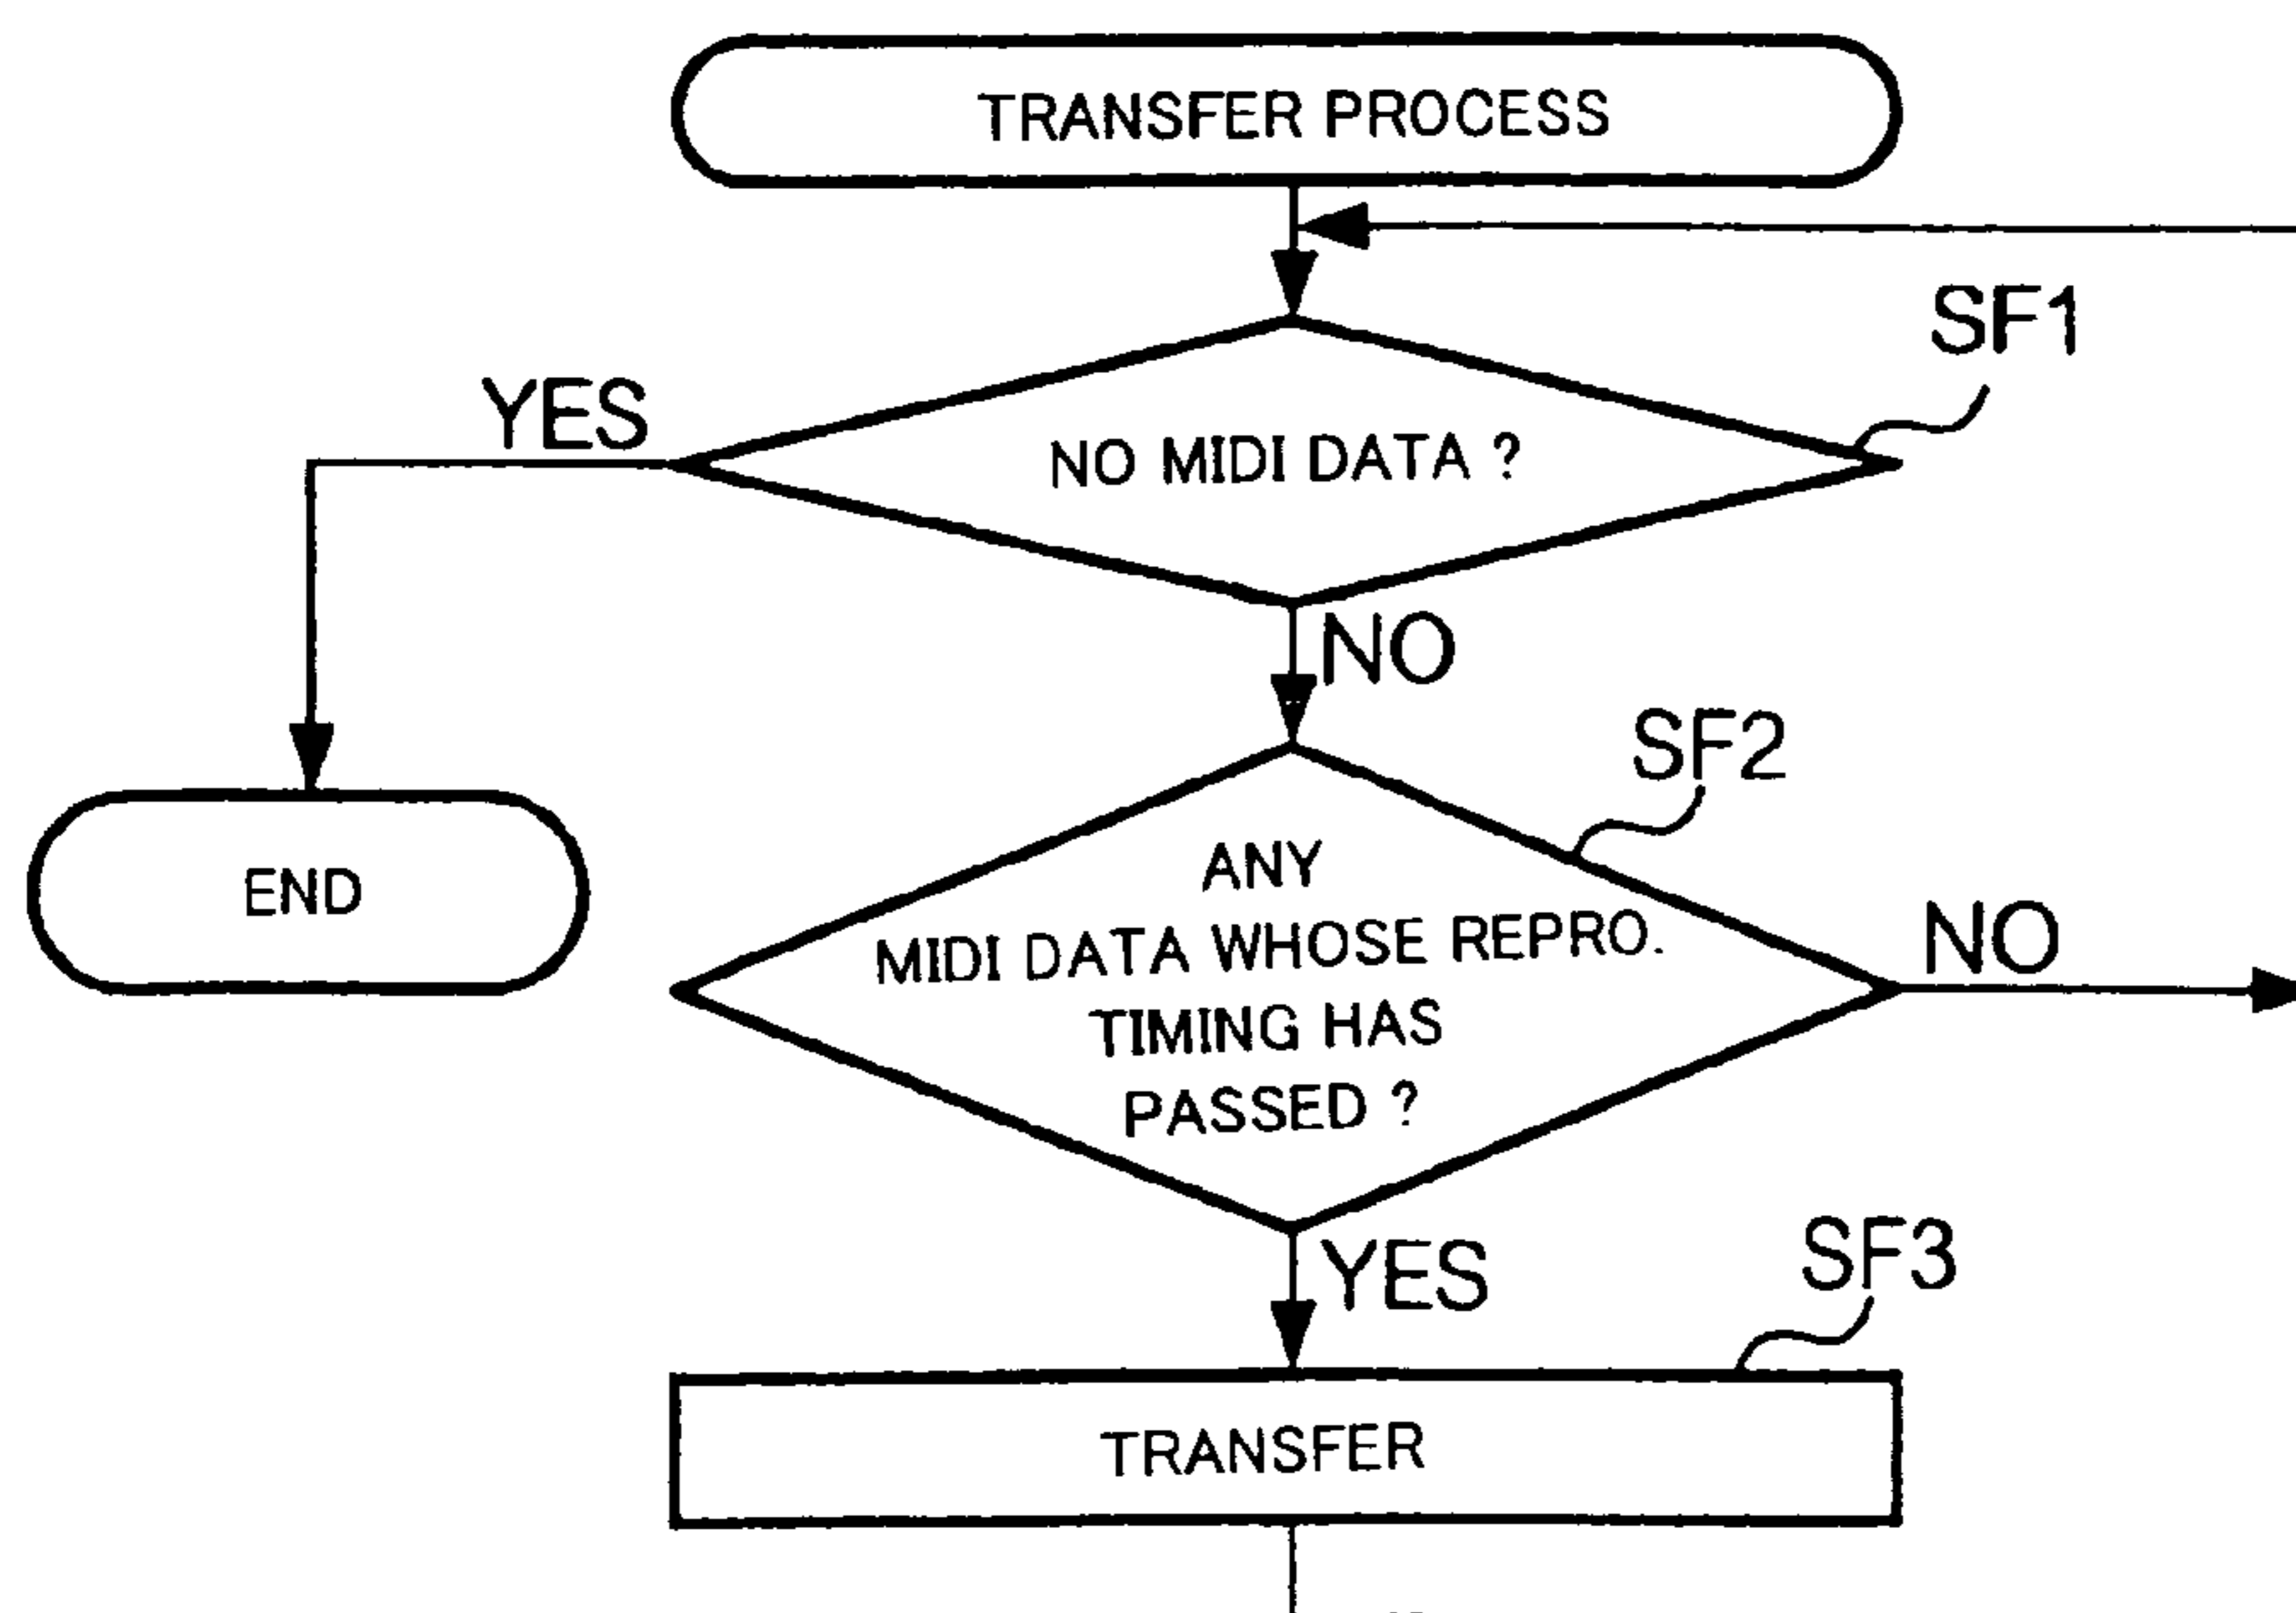 TRANSFER PROCESS
SF1
YES
NO MIDI DATA ?
NO
SF2
END
ANY
MIDI DATA WHOSE REPRO.
TIMING HAS
PASSED ?
NO
YES
SF3
TRANSFER